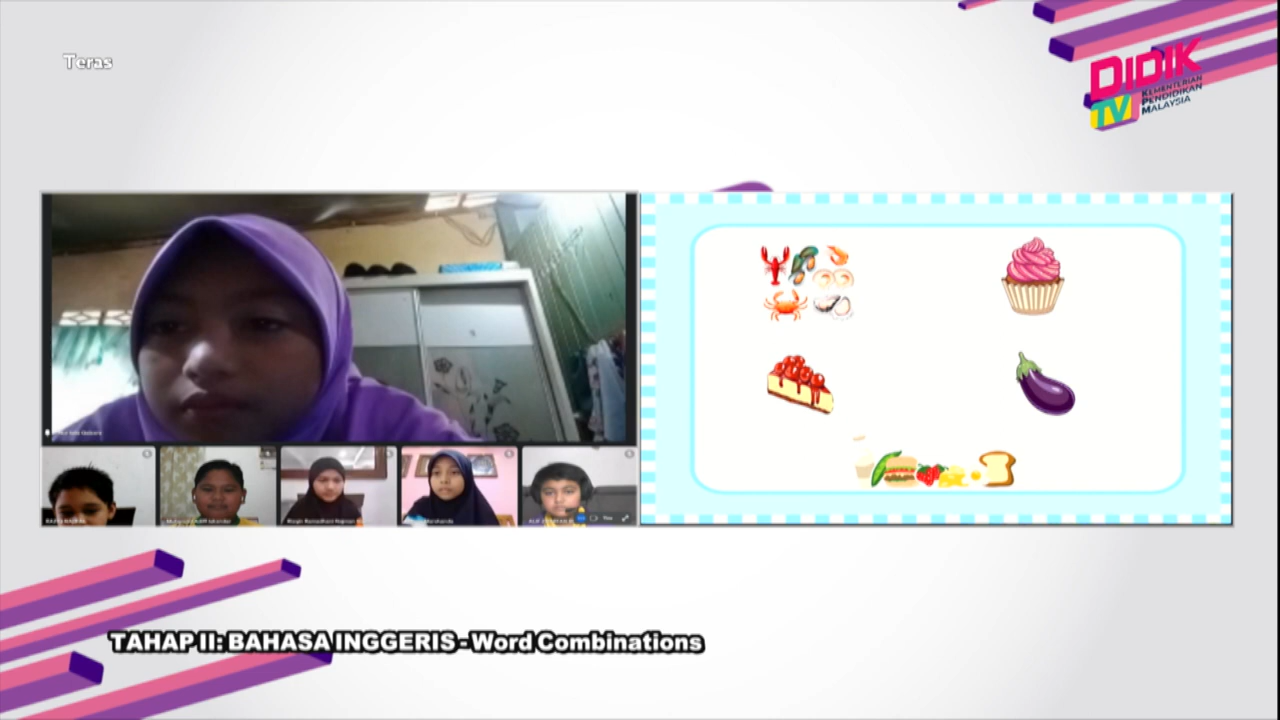 Teras
DIDIK
TV
KEMENTERIAN
PENDIDIKAN
MALAYSIA
TAHAP II: BAHASA INGGERIS - Word Combinations